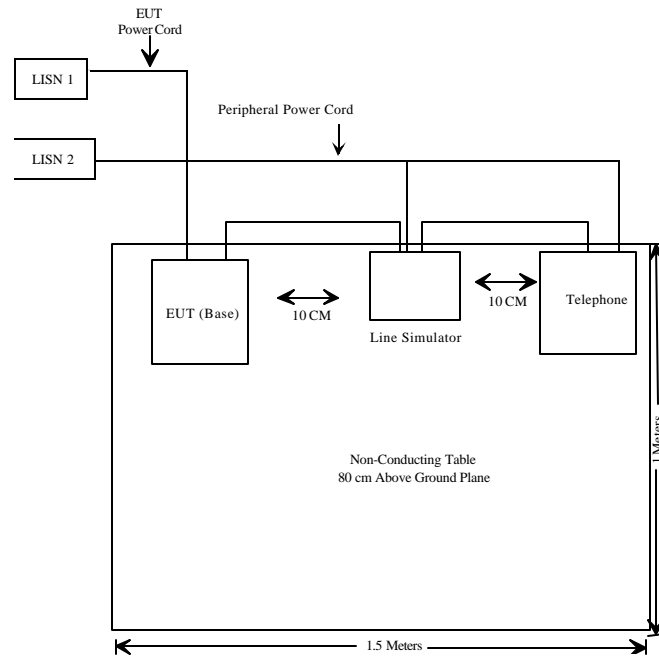 EUT
Power Cord
LISN 1
Peripheral Power Cord
LISN 2
EUT (Base)
10 CM
Line Simulator
10 CM
Telephone
1 Meters
Non-Conducting Table
80 cm Above Ground Plane
1.5 Meters